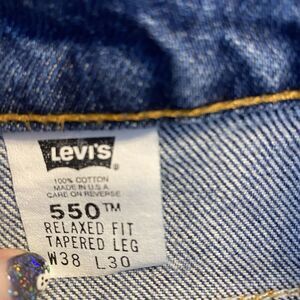 Levi's®
100% COTTON
MADE IN U.S.A
CARE ON REVERSE
550™
RELAXED FIT
TAPERED LEG
W38 L30